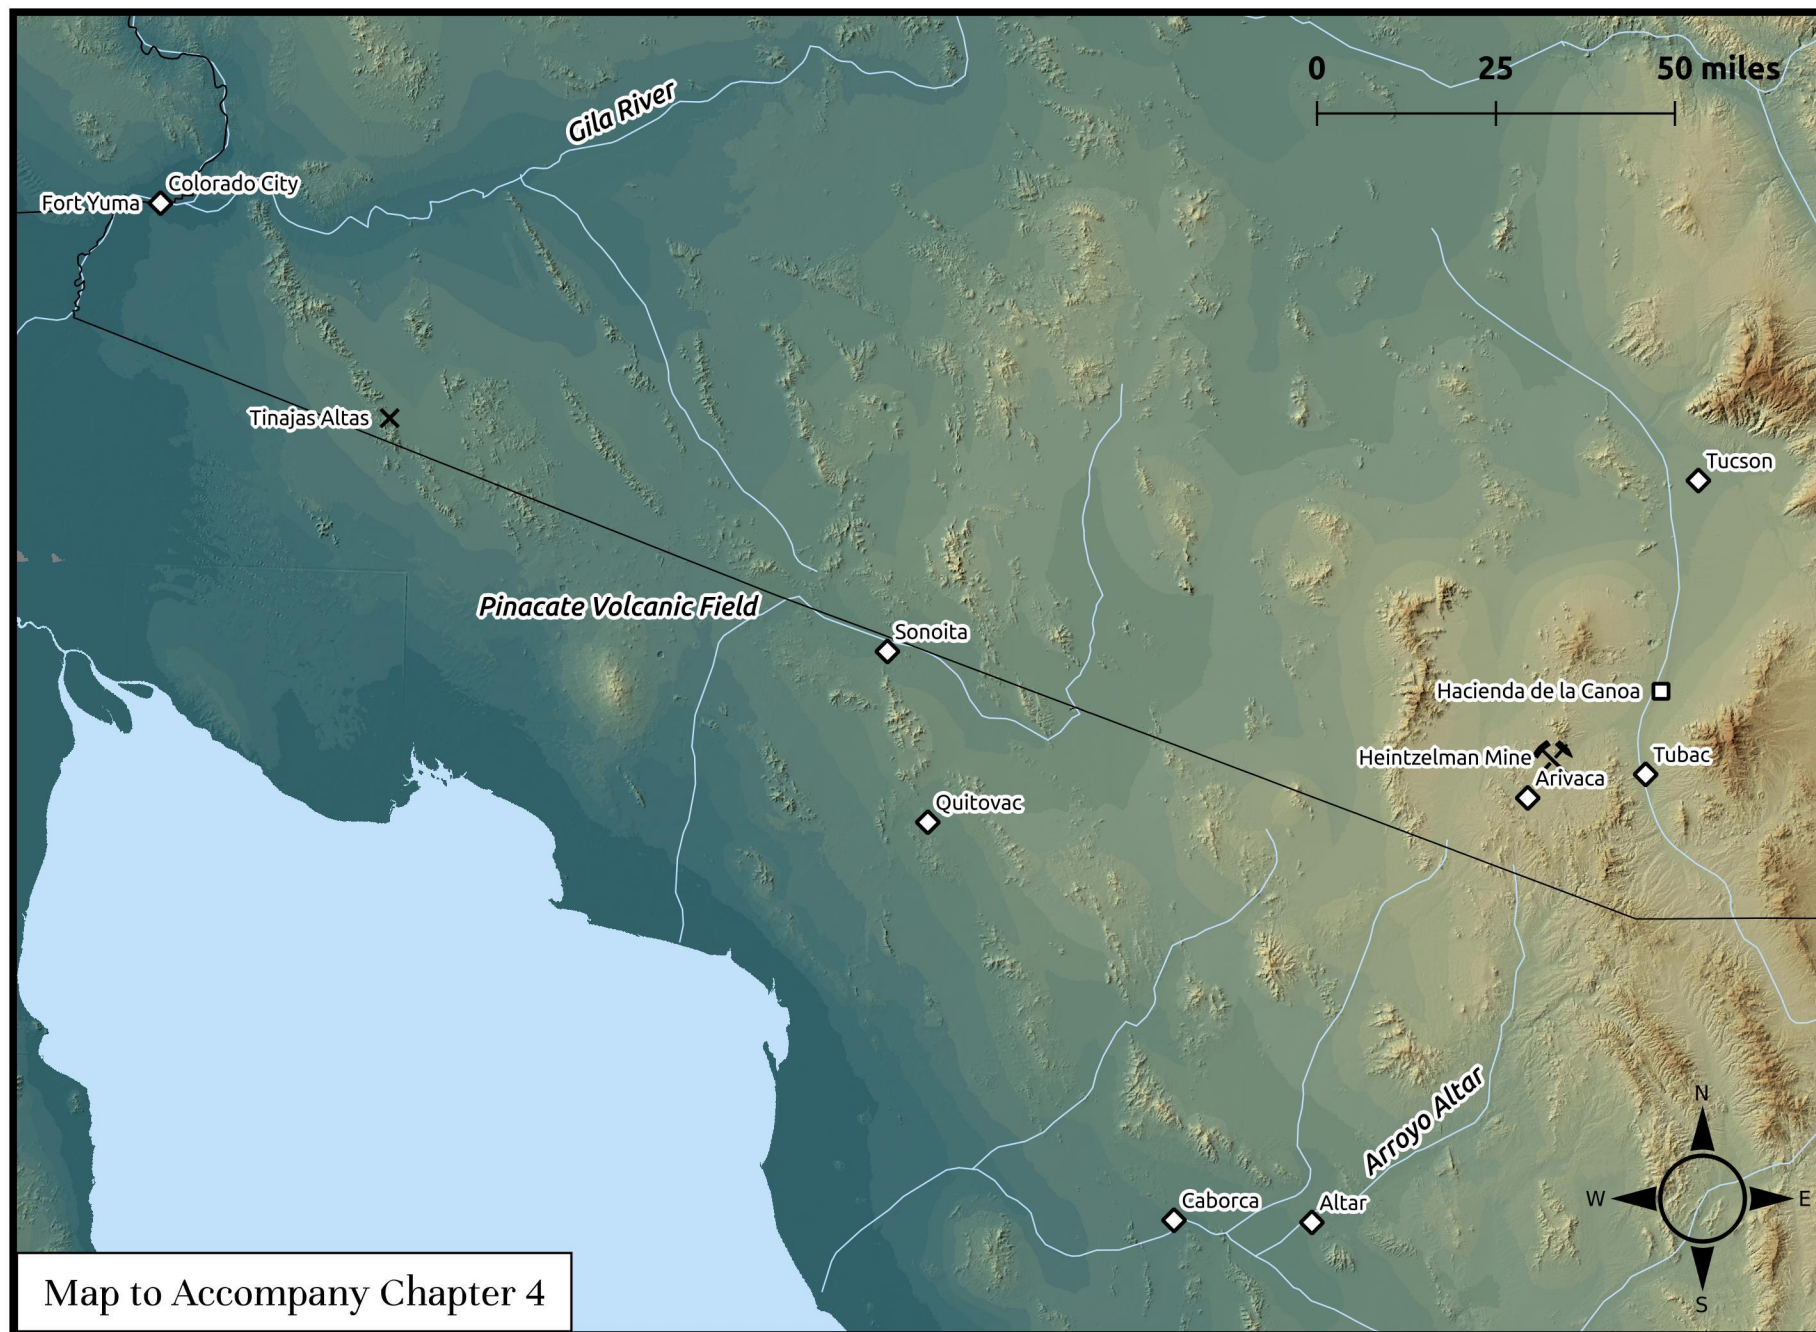 0 25 50 miles
Gila River
Colorado City
Fort Yuma
Tinajas Altas
Tucson
Pinacate Volcanic Field
Sonoita
Hacienda de la Canoa
Heintzelman Mine
Tubac
Arivaca
Quitovac
Arroyo Altar
N
W E
S
Caborca
Altar
Map to Accompany Chapter 4